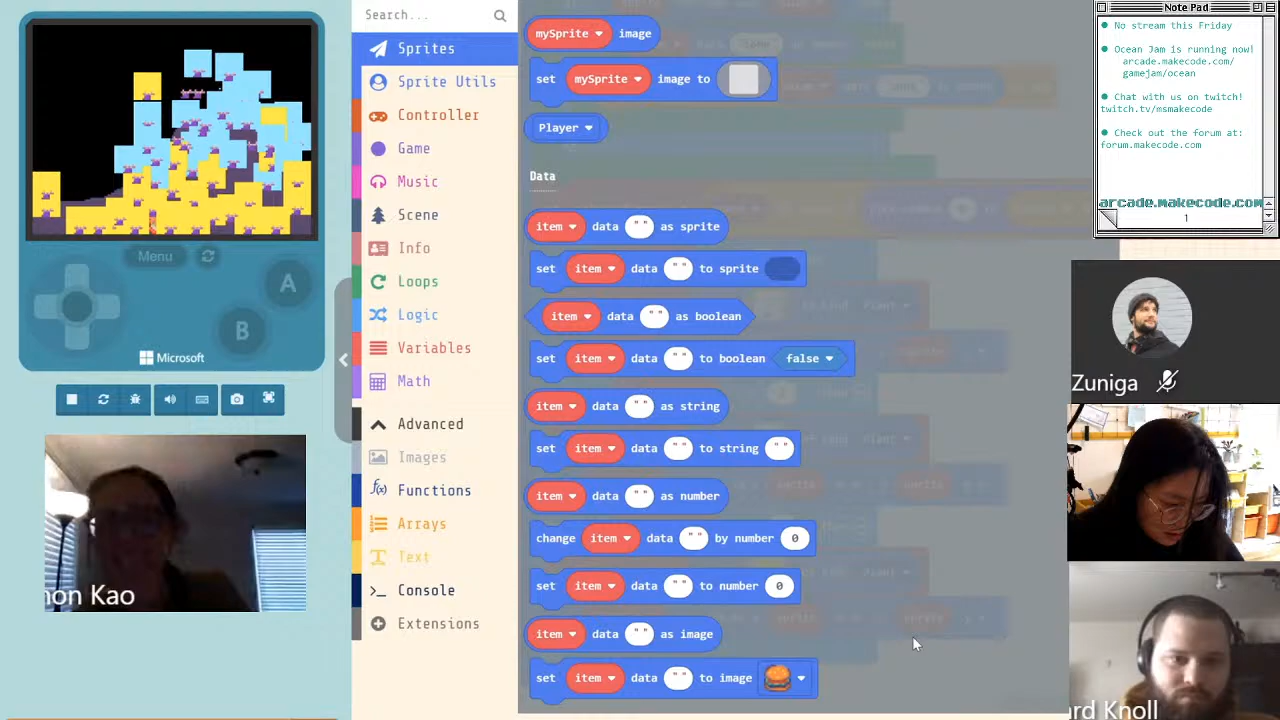 Menu
A
B
Microsoft
non Kao
Search...
Sprites
Sprite Utils
Controller
Game
Music
Scene
Info
Loops
Logic
Variables
Math
Advanced
Images
Functions
Arrays
Text
Console
Extensions
mySprite image
set mySprite image to
Player
Data
item data "" as sprite
set item data "" to sprite
item data "" as boolean
set item data "" to boolean false
item data "" as string
set item data "" to string ""
item data "" as number
change item data "" by number 0
set item data "" to number 0
item data "" as image
set item data "" to image
Note Pad
● No stream this Friday
● Ocean Jam is running now!
arcade.makecode.com/
gamejam/ocean
● Chat with us on twitch!
twitch.tv/msmakecode
● Check out the forum at:
forum.makecode.com
arcade.makecode.com
1
Zuniga
ard Knoll